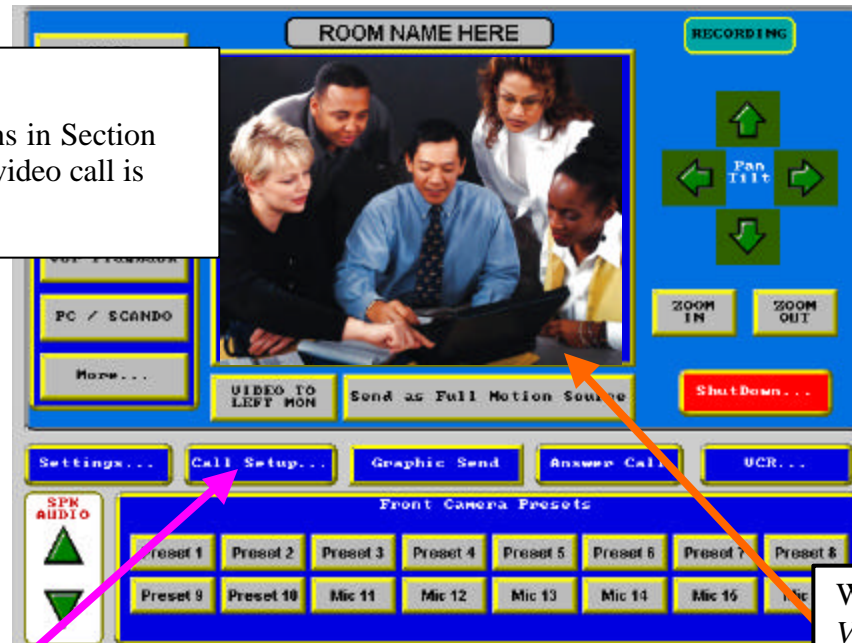 ROOM NAME HERE
RECORDING
ns in Section
video call is
Pan
Tilt
PC / SCANDO
ZOOM
IN
ZOOM
OUT
More...
VIDEO TO
LEFT MON
Send as Full Motion Source
ShutDown...
Settings...
Call Setup...
Graphic Send
Answer Call
VCR...
SPK
AUDIO
Front Camera Presets
Preset 1
Preset 2
Preset 3
Preset 4
Preset 5
Preset 6
Preset 7
Preset 8
Preset 9
Preset 10
Mic 11
Mic 12
Mic 13
Mic 14
Mic 15
Mic
W
V